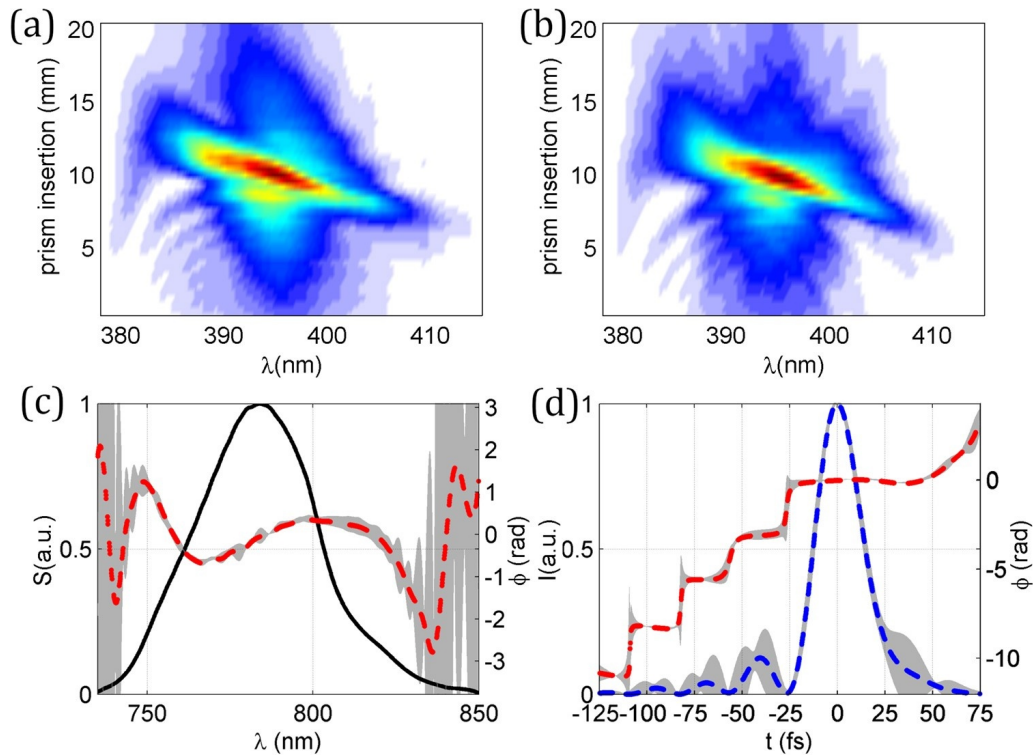 (a)
20
15
10
5
prism insertion (mm)
380 390 400 410
λ(nm)
(b)
20
15
10
5
prism insertion (mm)
380 390 400 410
λ(nm)
(c)
1
0.5
0
S(a.u.)
3
2
1
0
-1
-2
-3
ϕ (rad)
750 800 850
λ (nm)
(d)
1
0.5
0
I(a.u.)
0
-5
-10
ϕ (rad)
-125 -100 -75 -50 -25 0 25 50 75
t (fs)